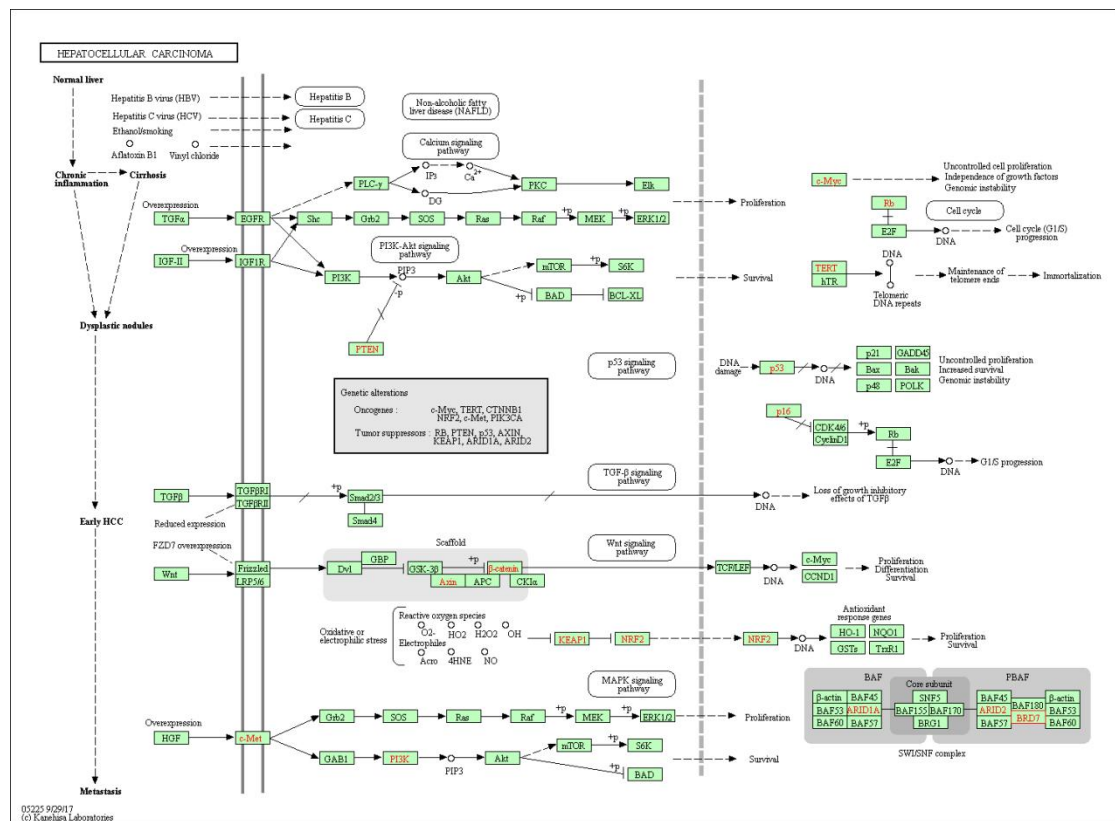 HEPATOCELLULAR CARCINOMA
Normal liver
Hepatitis B virus (HBV)
Hepatitis B
Hepatitis C virus (HCV)
Hepatitis C
Ethanol/smoking
Aflatoxin B1
Vinyl chloride
Chronic
inflammation
Cirrhosis
Dysplastic nodules
Early HCC
Metastasis
Non-alcoholic fatty
liver disease (NAFLD)
Calcium signaling
pathway
PLC-γ
IP3
Ca2+
DG
PKC
Elk
Overexpression
TGFα
EGFR
Shc
Grb2
SOS
Ras
Raf
+p
MEK
+p
ERK1/2
Proliferation
Overexpression
IGF-II
IGF1R
PI3K-Akt signaling
pathway
PI3K
PIP3
-p
Akt
mTOR
+p
S6K
+p
BAD
BCL-XL
Survival
PTEN
c-Myc
Uncontrolled cell proliferation
Independence of growth factors
Genomic instability
Rb
E2F
Cell cycle
DNA
Cell cycle (G1/S)
progression
TERT
hTR
DNA
Telomeric
DNA repeats
Maintenance of
telomere ends
Immortalization
p53 signaling
pathway
DNA
damage
p53
DNA
p21
GADD45
Bax
Bak
p48
POLK
Uncontrolled proliferation
Increased survival
Genomic instability
Genetic alterations
Oncogenes :
c-Myc, TERT, CTNNB1
NRF2, c-Met, PIK3CA
Tumor suppressors :
RB, PTEN, p53, AXIN,
KEAP1, ARID1A, ARID2
p16
CDK4/6
CyclinD1
+p
Rb
E2F
DNA
G1/S progression
TGF-β signaling
pathway
TGFβ
TGFβRI
TGFβRII
Reduced expression
+p
Smad2/3
Smad4
DNA
Loss of growth inhibitory
effects of TGFβ
FZD7 overexpression
Wnt
Frizzled
LRP5/6
Scaffold
Dvl
GBP
GSK-3β
+p
β-catenin
Axin
APC
CKIα
Wnt signaling
pathway
TCF/LEF
DNA
c-Myc
CCND1
Proliferation
Differentiation
Survival
Oxidative or
electrophilic stress
Reactive oxygen species
O2-
HO2
H2O2
OH
Electrophiles
Acro
4HNE
NO
KEAP1
NRF2
NRF2
DNA
Antioxidant
response genes
HO-1
NQO1
GSTs
TrxR1
Proliferation
Survival
MAPK signaling
pathway
Overexpression
HGF
c-Met
Grb2
SOS
Ras
Raf
+p
MEK
+p
ERK1/2
Proliferation
GAB1
PI3K
PIP3
Akt
mTOR
+p
S6K
+p
BAD
Survival
BAF
PBAF
Core subunit
β-actin
BAF45
SNF5
BAF45
β-actin
BAF53
ARID1A
BAF155
BAF170
ARID2
BAF180
BAF53
BAF60
BAF57
BRG1
BAF57
BRD7
BAF60
SWI/SNF complex
05225 9/29/17
(c) Kanehisa Laboratories